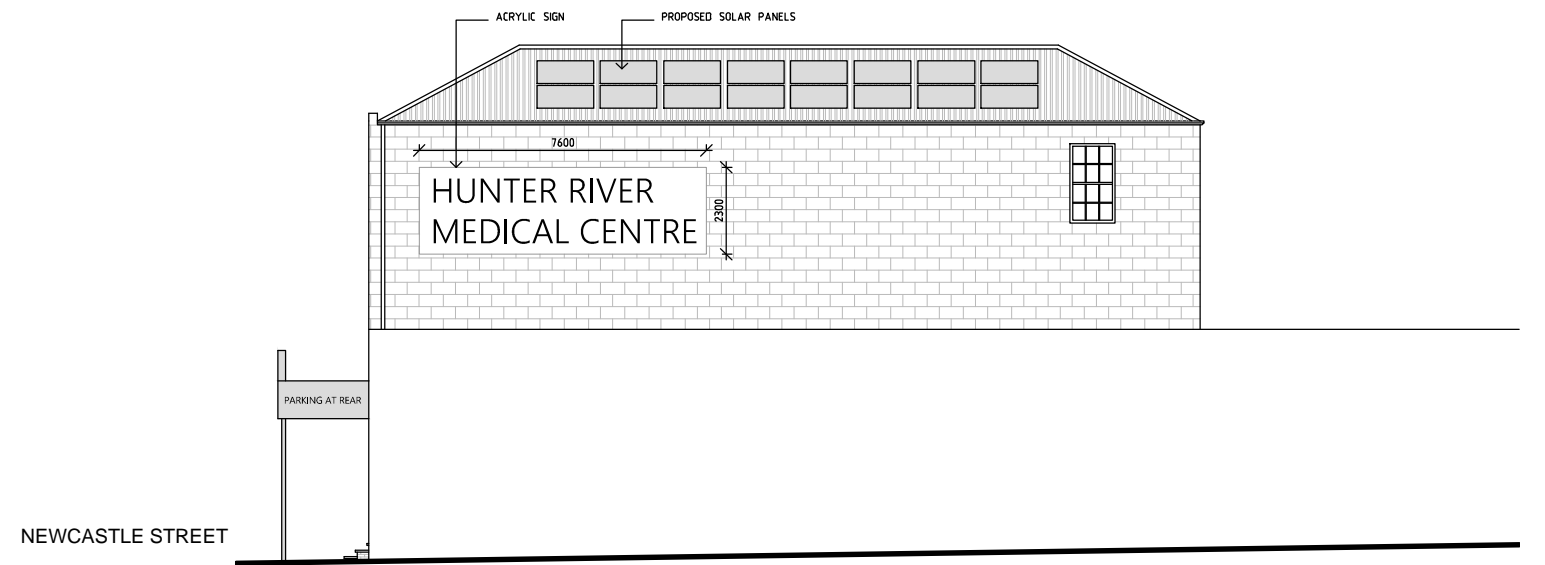 ACRYLIC SIGN
PROPOSED SOLAR PANELS
7600
HUNTER RIVER
MEDICAL CENTRE
2300
PARKING AT REAR
NEWCASTLE STREET